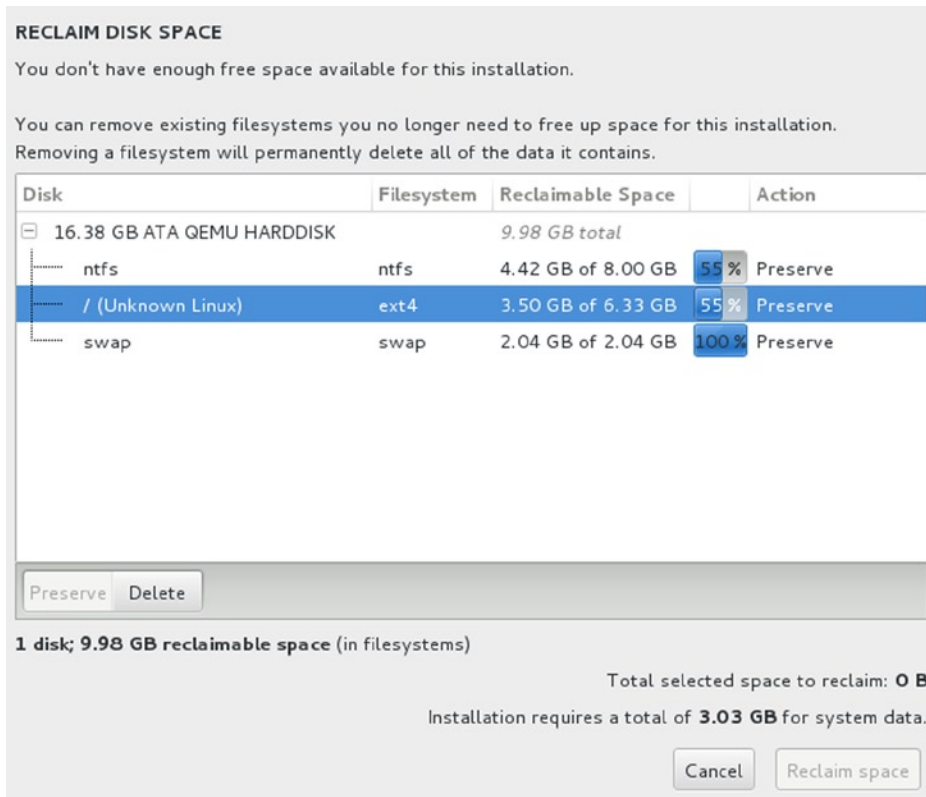 RECLAIM DISK SPACE
You don't have enough free space available for this installation.
You can remove existing filesystems you no longer need to free up space for this installation.
Removing a filesystem will permanently delete all of the data it contains.
Disk Filesystem Reclaimable Space Action
16.38 GB ATA QEMU HARDDISK 9.98 GB total
ntfs ntfs 4.42 GB of 8.00 GB 55 % Preserve
/ (Unknown Linux) ext4 3.50 GB of 6.33 GB 55 % Preserve
swap swap 2.04 GB of 2.04 GB 100 % Preserve
Preserve Delete
1 disk; 9.98 GB reclaimable space (in filesystems)
Total selected space to reclaim: 0 B
Installation requires a total of 3.03 GB for system data.
Cancel Reclaim space